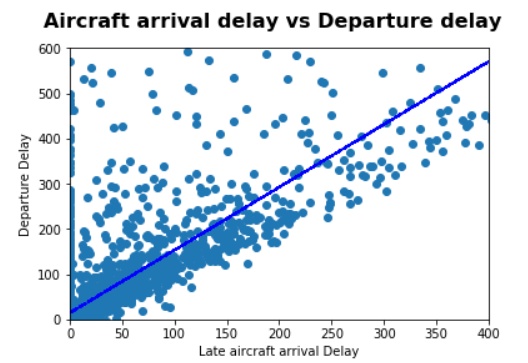 Aircraft arrival delay vs Departure delay
600
500
400
300
200
100
0
Departure Delay
0 50 100 150 200 250 300 350 400
Late aircraft arrival Delay